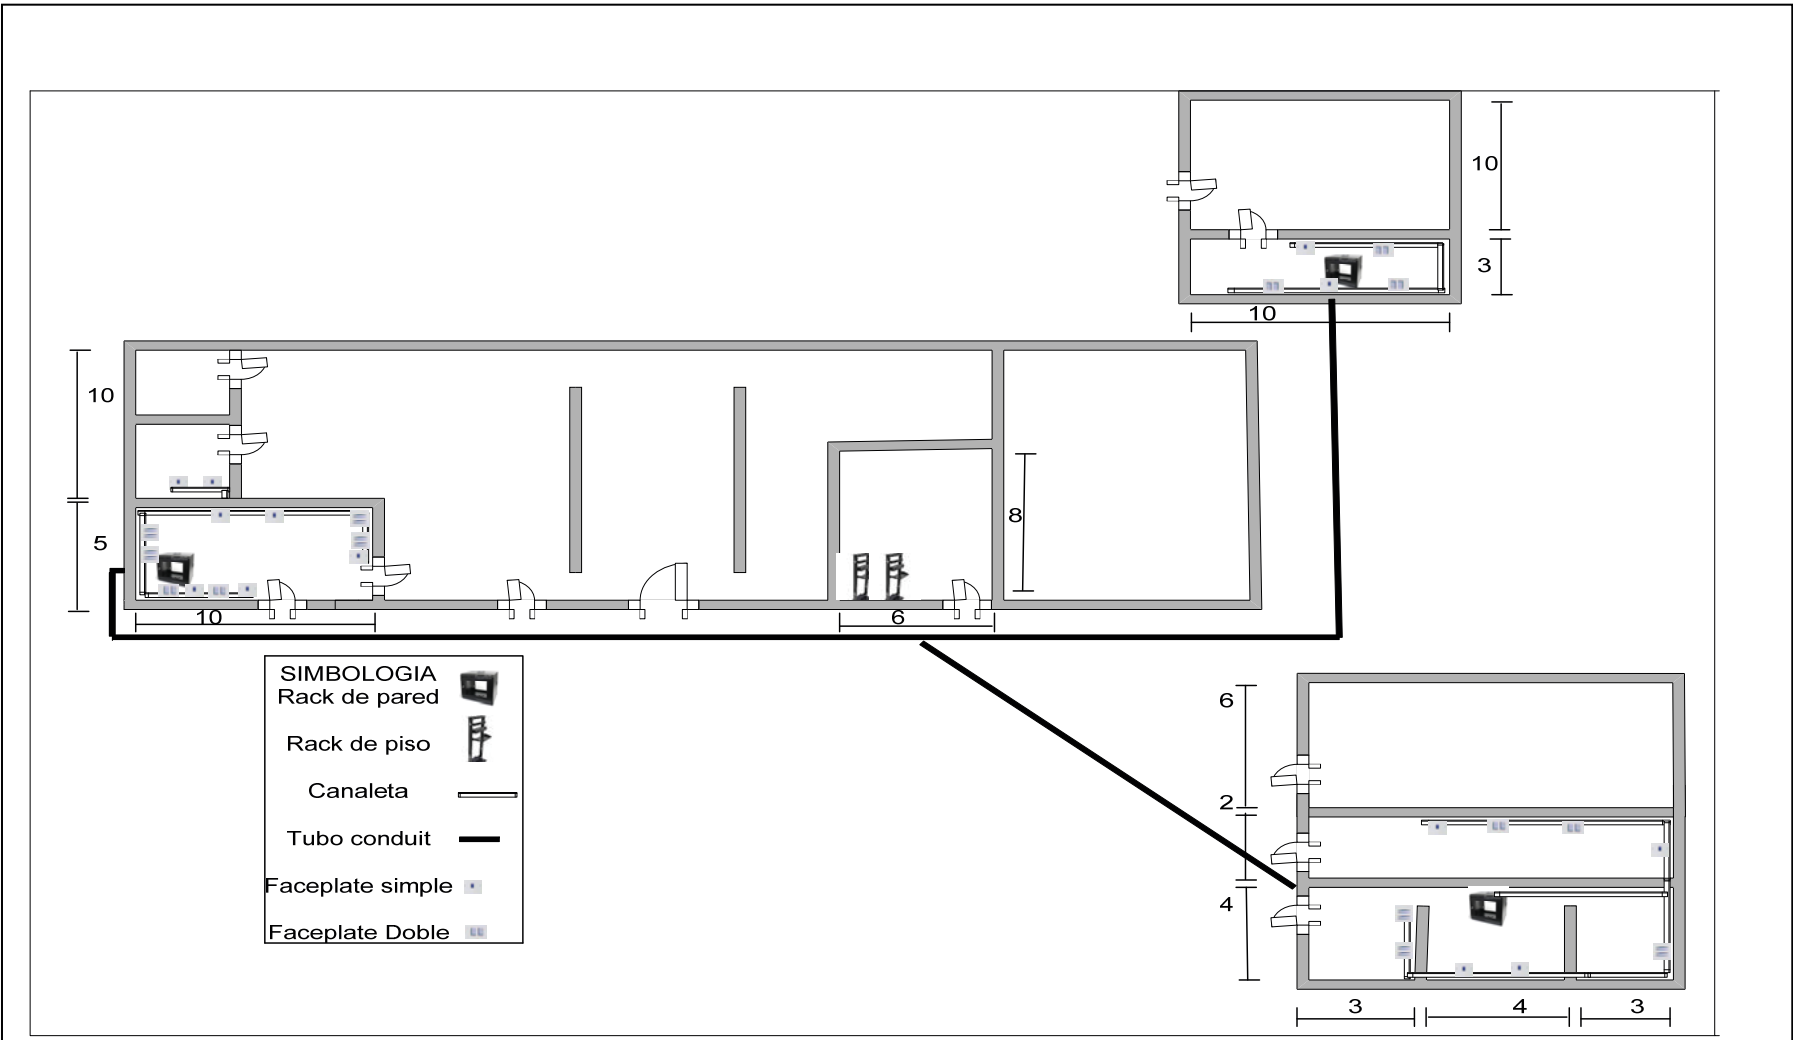 10
3
10
10
5
8
10
6
SIMBOLOGIA
Rack de pared
Rack de piso
Canaleta
Tubo conduit
Faceplate simple
Faceplate Doble
6
2
4
3
4
3